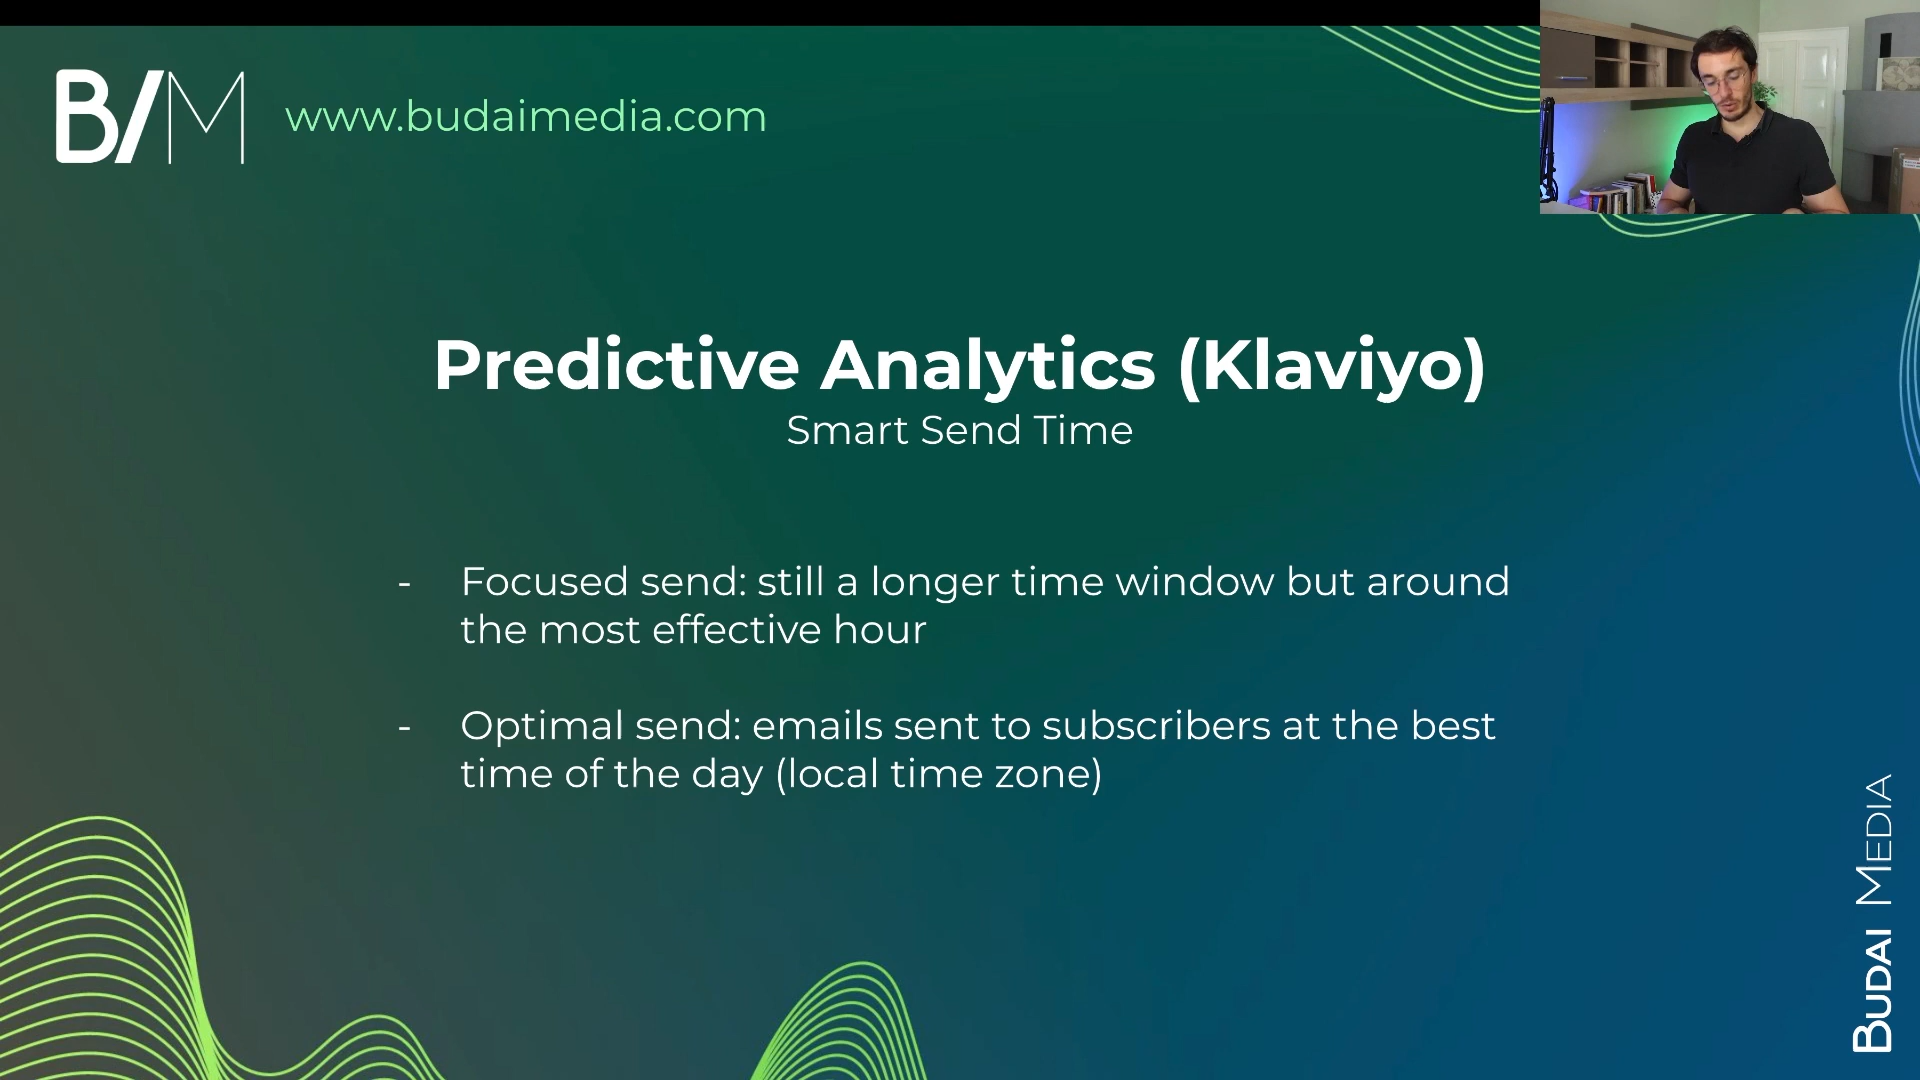 B/M
www.budaimedia.com
Predictive Analytics (Klaviyo)
Smart Send Time
- Focused send: still a longer time window but around
the most effective hour
- Optimal send: emails sent to subscribers at the best
time of the day (local time zone)
BUDAI MEDIA